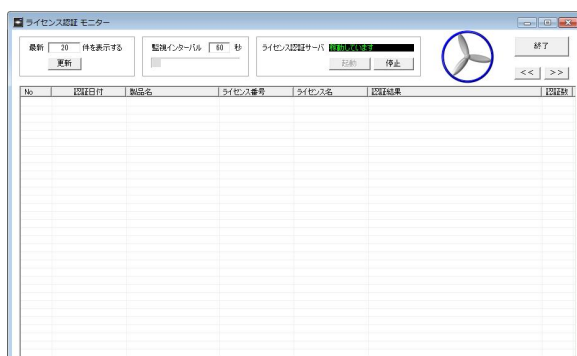 ライセンス認証 モニター
最新 20 件を表示する
更新
監視インターバル 60 秒
ライセンス認証サーバ 稼動しています
起動 停止
終了
<< >>
No 認証日付 製品名 ライセンス番号 ライセンス名 認証結果 認証数